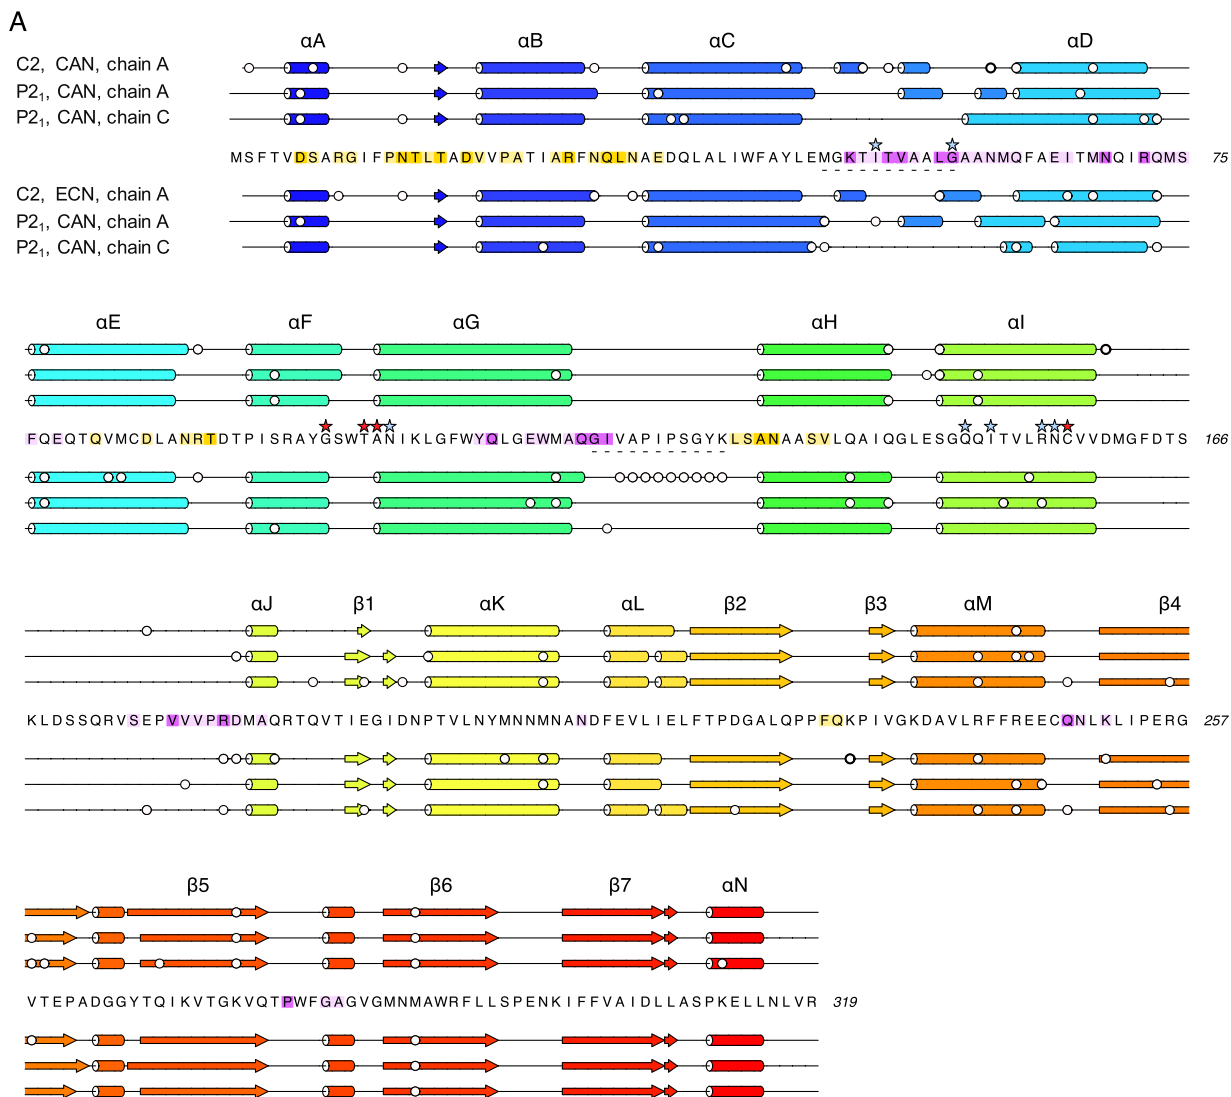 A
αA αB αC αD
C2, CAN, chain A
P2₁, CAN, chain A
P2₁, CAN, chain C
MSFTVDSARGIFPNTLTADVVPATIARFNQLNAEDQLALIWFAYLEMGKTITVAALGAANMQFAEITMNQIRQMS 75
C2, ECN, chain A
P2₁, CAN, chain A
P2₁, CAN, chain C
αE αF αG αH αI
FQEQTQVMCDLANRTDTPISRAYGSWTANIKLGFWYQLGEWMAQGIVAPIPSGYKLSANAASVLQAIQGLESGQQITVLRNCVVDMGFDTS 166
αJ β1 αK αL β2 β3 αM β4
KLDSSQRVSEPVVVPRDMAQRTQVTIEGIDNPTVLNYMNNMNANDFEVLIELFTPDGALQPPFQKPIVGKDAVLRFFREECQNLKLIPERG 257
β5 β6 β7 αN
VTEPADGGYTQIKVTGKVQTPWFGAGVGMNMAWRFLLSPENKIFFVAIDLLASPKELLNLVR 319